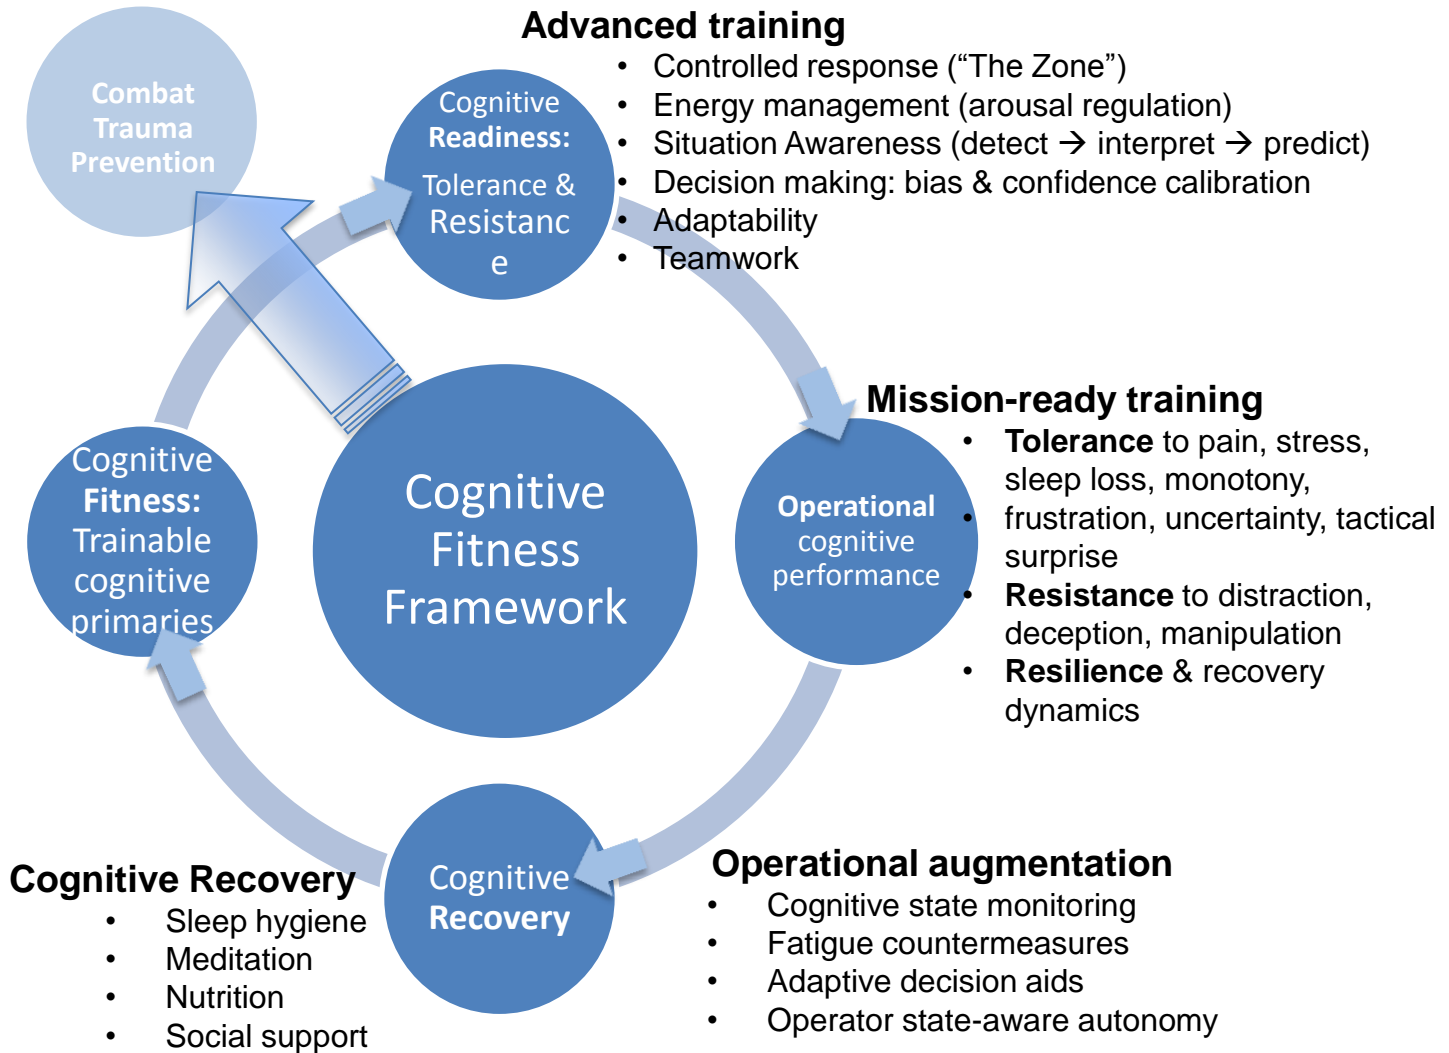 Advanced training
• Controlled response (“The Zone”)
• Energy management (arousal regulation)
• Situation Awareness (detect → interpret → predict)
• Decision making: bias & confidence calibration
• Adaptability
• Teamwork
Combat
Trauma
Prevention
Cognitive
Readiness:
Tolerance &
Resistanc
e
Mission-ready training
• Tolerance to pain, stress,
sleep loss, monotony,
• frustration, uncertainty, tactical
surprise
• Resistance to distraction,
deception, manipulation
• Resilience & recovery
dynamics
Cognitive
Fitness:
Trainable
cognitive
primaries
Cognitive
Fitness
Framework
Operational
cognitive
performance
Cognitive Recovery
• Sleep hygiene
• Meditation
• Nutrition
• Social support
Cognitive
Recovery
Operational augmentation
• Cognitive state monitoring
• Fatigue countermeasures
• Adaptive decision aids
• Operator state-aware autonomy